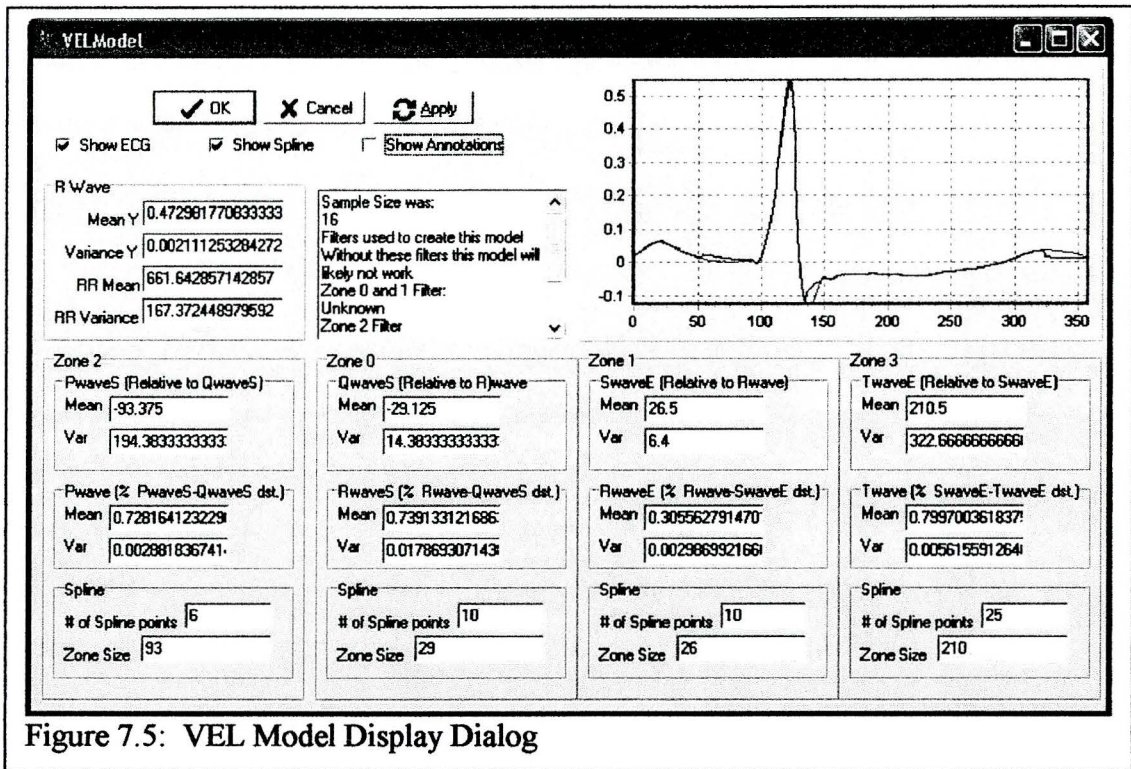 VELModel
OK Cancel Apply
Show ECG Show Spline Show Annotations
R Wave
Mean Y 0.472981770833333
Variance Y 0.002111253284272
RR Mean 661.642857142857
RR Variance 167.372448979592
Sample Size was:
16
Filters used to create this model
Without these filters this model will
likely not work
Zone 0 and 1 Filter:
Unknown
Zone 2 Filter
0.5
0.4
0.3
0.2
0.1
0
-0.1
0 50 100 150 200 250 300 350
Zone 2
PwaveS (Relative to QwaveS)
Mean -93.375
Var 194.3833333333
Pwave (% PwaveS-QwaveS dst.)
Mean 0.72816412322
Var 0.00288183674
Spline
# of Spline points 6
Zone Size 93
Zone 0
QwaveS (Relative to R)wave
Mean -29.125
Var 14.38333333333
RwaveS (% Rwave-QwaveS dst.)
Mean 0.739133121686
Var 0.01786930714
Spline
# of Spline points 10
Zone Size 29
Zone 1
SwaveE (Relative to Rwave)
Mean 26.5
Var 6.4
RwaveE (% Rwave-SwaveE dst.)
Mean 0.305562791470
Var 0.00298699216
Spline
# of Spline points 10
Zone Size 26
Zone 3
TwaveE (Relative to SwaveE)
Mean 210.5
Var 322.666666666
Twave (% SwaveE-TwaveE dst.)
Mean 0.79970036183
Var 0.00561559126
Spline
# of Spline points 25
Zone Size 210
Figure 7.5: VEL Model Display Dialog